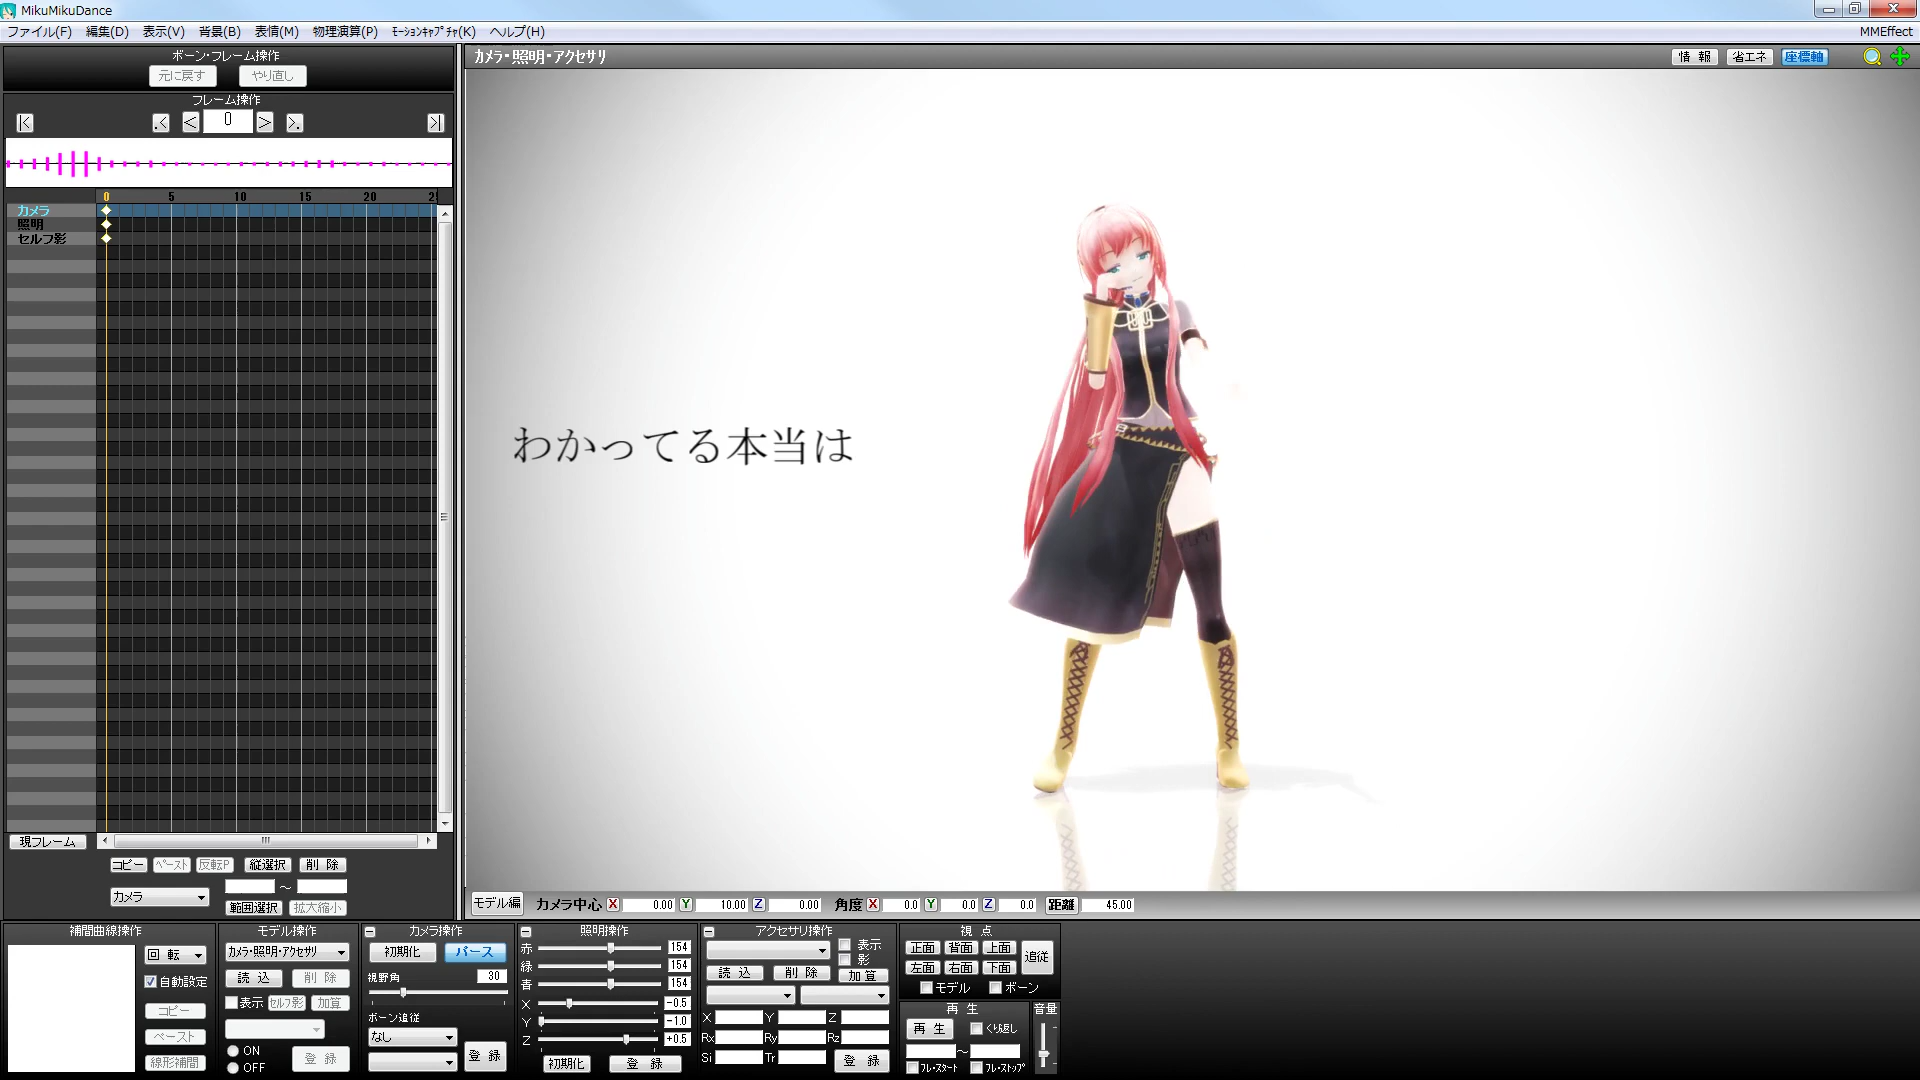 MikuMikuDance
ファイル(F) 編集(D) 表示(V) 背景(B) 表情(M) 物理演算(P) ﾓｰｼｮﾝｷｬﾌﾟﾁｬ(K) ヘルプ(H) MMEffect
ボーン・フレーム操作
元に戻す やり直し
フレーム操作
|< .< < 0 > >. >|
0 5 10 15 20 25
カメラ
照明
セルフ影
カメラ・照明・アクセサリ 情 報 省エネ 座標軸
わかってる本当は
現フレーム
コピー ペースト 反転P 縦選択 削 除
カメラ ～
範囲選択 拡大縮小
モデル編 カメラ中心 X 0.00 Y 10.00 Z 0.00 角度 X 0.0 Y 0.0 Z 0.0 距離 45.00
補間曲線操作
回 転
自動設定
コピー
ペースト
線形補間
モデル操作
ｶﾒﾗ・照明・ｱｸｾｻﾘ
読 込 削 除
表示 ｾﾙﾌ影 加算
ON
OFF 登 録
カメラ操作
初期化 パース
視野角 30
ボーン追従
なし
登 録
照明操作
赤 154
緑 154
青 154
X -0.5
Y -1.0
Z +0.5
初期化 登 録
アクセサリ操作
表示
影
読 込 削 除 加 算
X Y Z
Rx Ry Rz
Si Tr 登 録
視 点
正面 背面 上面 追従
左面 右面 下面
モデル ボーン
再 生
再 生 くり返し
～
ﾌﾚ・ｽﾀｰﾄ ﾌﾚ・ｽﾄｯﾌﾟ
音量